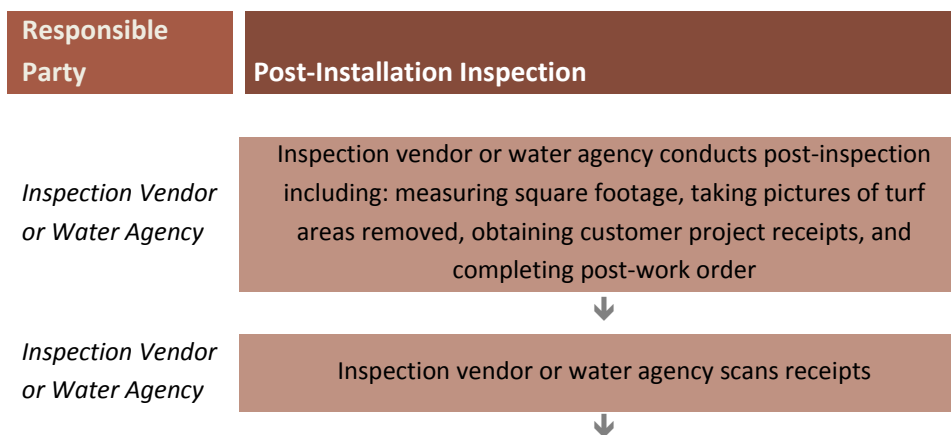 Responsible
Party
Post-Installation Inspection
Inspection Vendor
or Water Agency
Inspection vendor or water agency conducts post-inspection
including: measuring square footage, taking pictures of turf
areas removed, obtaining customer project receipts, and
completing post-work order
Inspection Vendor
or Water Agency
Inspection vendor or water agency scans receipts